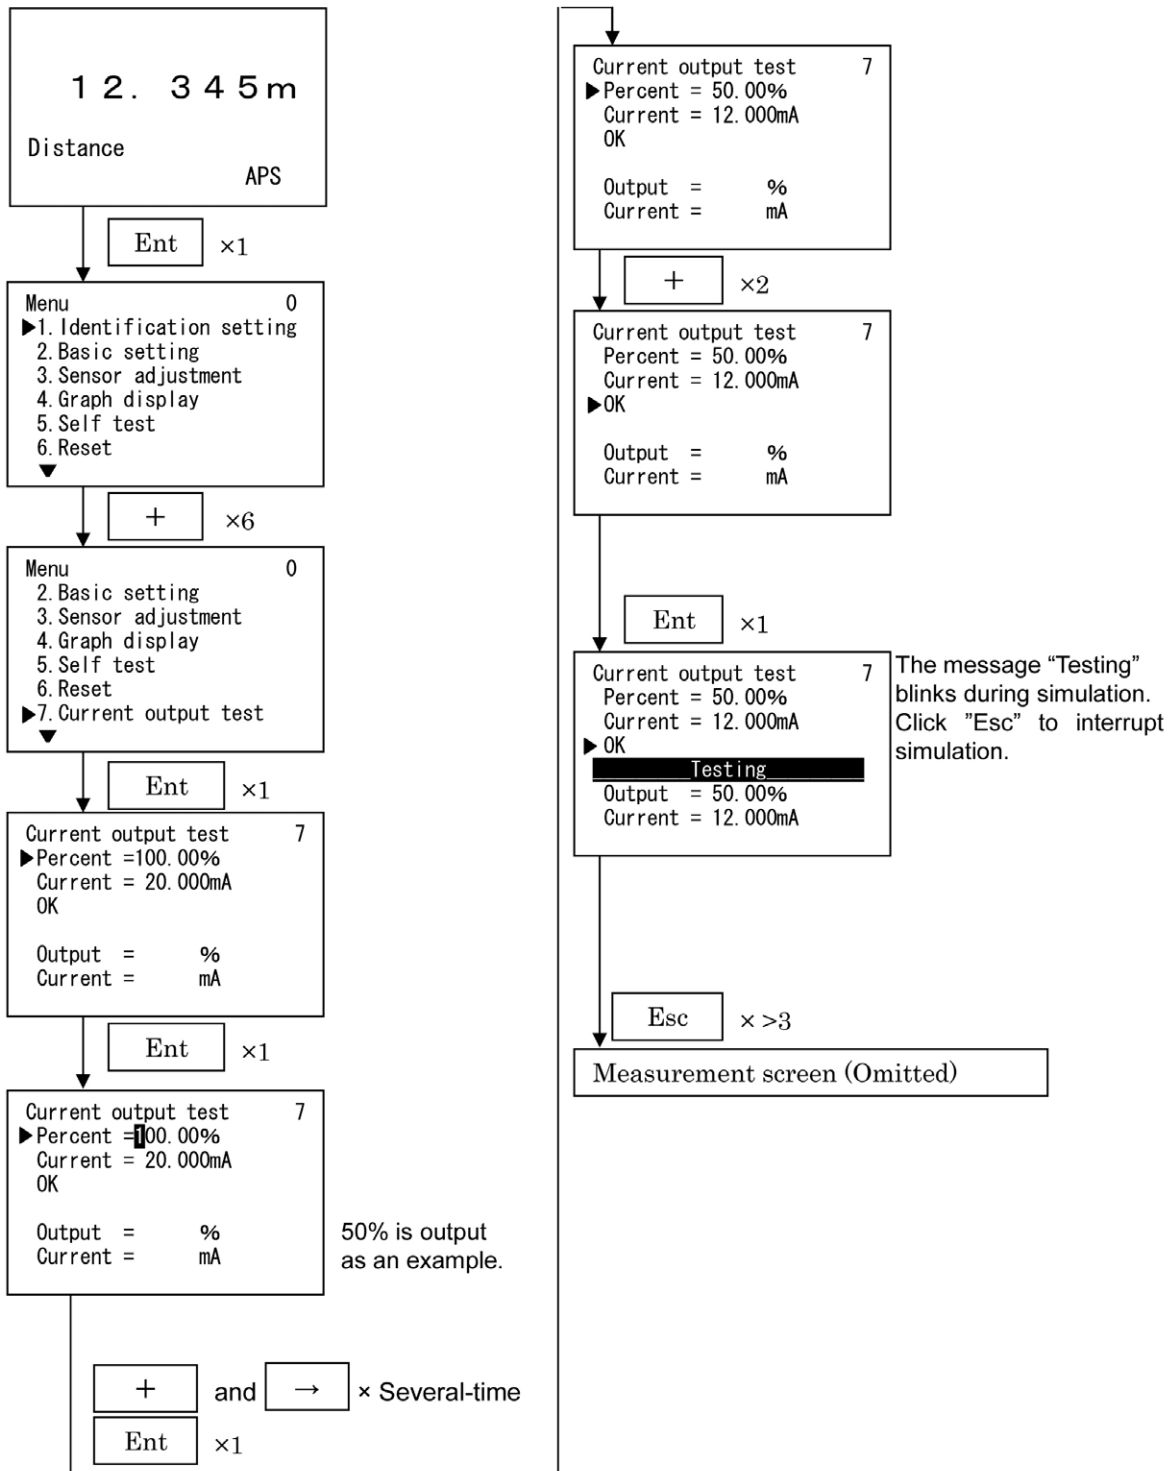 12.345m
Distance
APS
Ent ×1
Menu 0
▶1.Identification setting
2.Basic setting
3.Sensor adjustment
4.Graph display
5.Self test
6.Reset
▼
+ ×6
Menu 0
2.Basic setting
3.Sensor adjustment
4.Graph display
5.Self test
6.Reset
▶7.Current output test
▼
Ent ×1
Current output test 7
▶Percent =100.00%
Current = 20.000mA
OK
Output = %
Current = mA
Ent ×1
Current output test 7
▶Percent =100.00%
Current = 20.000mA
OK
Output = %
Current = mA
50% is output
as an example.
+ and → × Several-time
Ent ×1
Current output test 7
▶Percent = 50.00%
Current = 12.000mA
OK
Output = %
Current = mA
+ ×2
Current output test 7
Percent = 50.00%
Current = 12.000mA
▶OK
Output = %
Current = mA
Ent ×1
Current output test 7
Percent = 50.00%
Current = 12.000mA
▶OK
Testing
Output = 50.00%
Current = 12.000mA
The message “Testing”
blinks during simulation.
Click ”Esc” to interrupt
simulation.
Esc × >3
Measurement screen (Omitted)